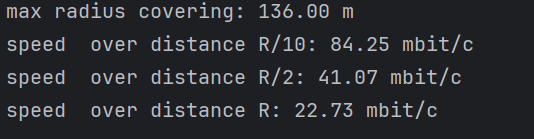 max radius covering: 136.00 m
speed  over distance R/10: 84.25 mbit/c
speed  over distance R/2: 41.07 mbit/c
speed  over distance R: 22.73 mbit/c